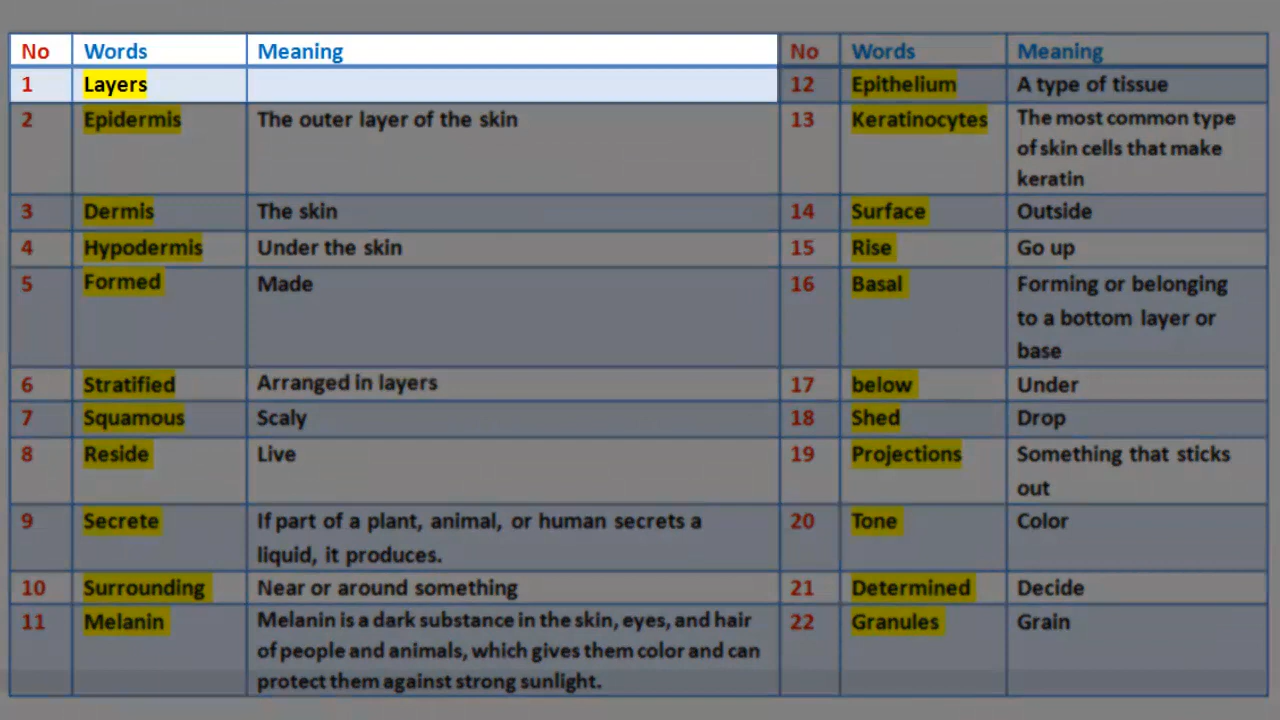 No Words Meaning
1 Layers
2 Epidermis The outer layer of the skin
3 Dermis The skin
4 Hypodermis Under the skin
5 Formed Made
6 Stratified Arranged in layers
7 Squamous Scaly
8 Reside Live
9 Secrete If part of a plant, animal, or human secrets a
liquid, it produces.
10 Surrounding Near or around something
11 Melanin Melanin is a dark substance in the skin, eyes, and hair
of people and animals, which gives them color and can
protect them against strong sunlight.
No Words Meaning
12 Epithelium A type of tissue
13 Keratinocytes The most common type
of skin cells that make
keratin
14 Surface Outside
15 Rise Go up
16 Basal Forming or belonging
to a bottom layer or
base
17 below Under
18 Shed Drop
19 Projections Something that sticks
out
20 Tone Color
21 Determined Decide
22 Granules Grain